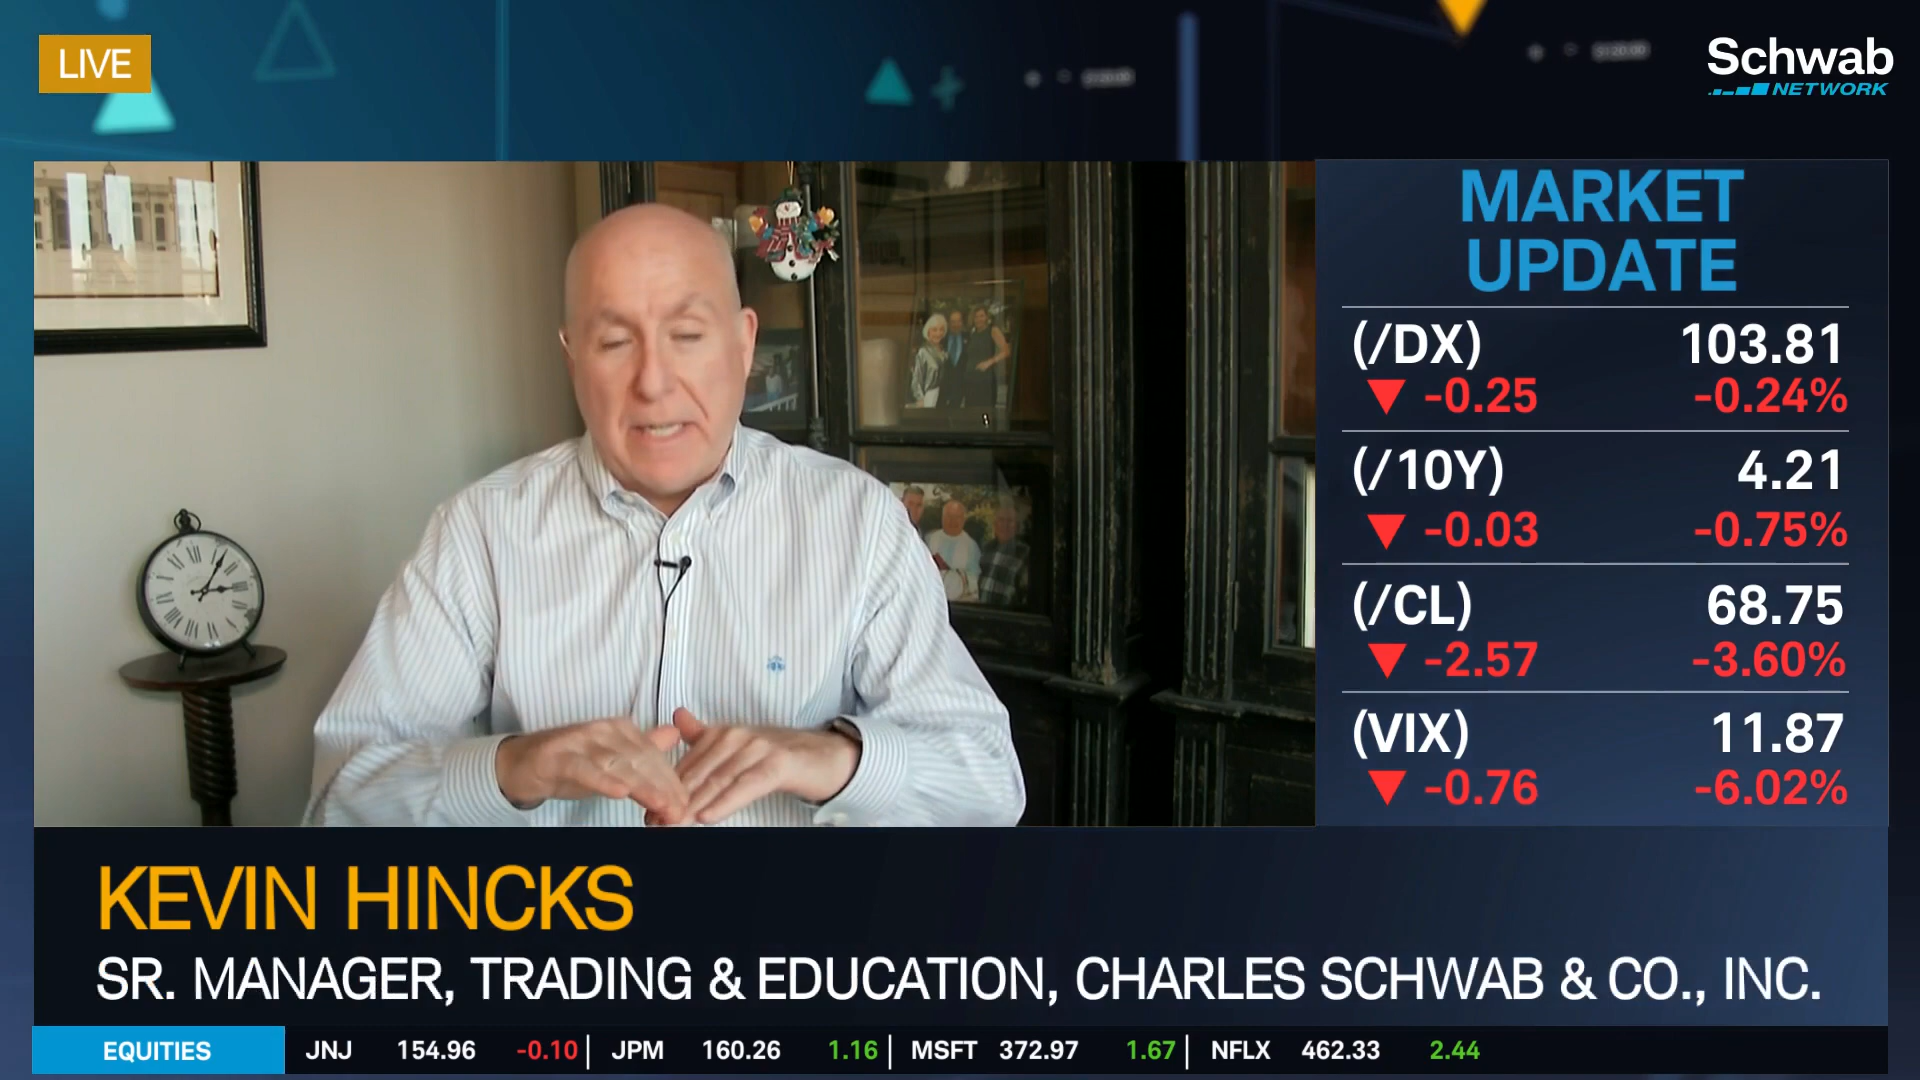 LIVE
Schwab
NETWORK
MARKET
UPDATE
(/DX) 103.81
▼ -0.25 -0.24%
(/10Y) 4.21
▼ -0.03 -0.75%
(/CL) 68.75
▼ -2.57 -3.60%
(VIX) 11.87
▼ -0.76 -6.02%
KEVIN HINCKS
SR. MANAGER, TRADING & EDUCATION, CHARLES SCHWAB & CO., INC.
EQUITIES JNJ 154.96 -0.10 | JPM 160.26 1.16 | MSFT 372.97 1.67 | NFLX 462.33 2.44